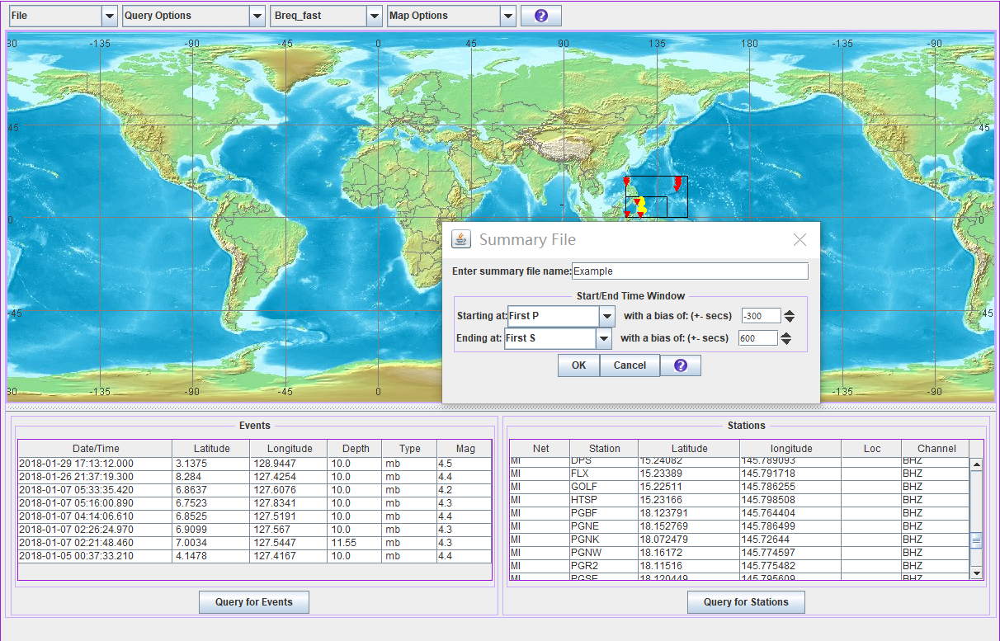 File Query Options Breq_fast Map Options ?
80 -135 -90 -45 0 45 90 135 180 -135 -90
45 45
0 0
Summary File
Enter summary file name: Example
Start/End Time Window
-45 -45
Starting at: First P with a bias of: (+- secs) -300
Ending at: First S with a bias of: (+- secs) 600
OK Cancel ?
80 -135 -90 -45 0 -135 -90
Events
Date/Time Latitude Longitude Depth Type Mag
2018-01-29 17:13:12.000 3.1375 128.9447 10.0 mb 4.5
2018-01-26 21:37:19.300 8.284 127.4254 10.0 mb 4.4
2018-01-07 05:33:35.420 6.8637 127.6076 10.0 mb 4.2
2018-01-07 05:16:00.890 6.7523 127.8341 10.0 mb 4.3
2018-01-07 04:14:06.610 6.8525 127.5191 10.0 mb 4.4
2018-01-07 02:26:24.970 6.9099 127.567 10.0 mb 4.3
2018-01-07 02:21:48.460 7.0034 127.5447 11.55 mb 4.3
2018-01-05 00:37:33.210 4.1478 127.4167 10.0 mb 4.4
Query for Events
Stations
Net Station Latitude longitude Loc Channel
MI DPS 15.24082 145.789093 BHZ
MI FLX 15.23389 145.791718 BHZ
MI GOLF 15.22511 145.786255 BHZ
MI HTSP 15.23166 145.798508 BHZ
MI PGBF 18.123791 145.764404 BHZ
MI PGNE 18.152769 145.786499 BHZ
MI PGNK 18.072479 145.72644 BHZ
MI PGNW 18.16172 145.774597 BHZ
MI PGR2 18.11516 145.775482 BHZ
MI PGSE 18.120449 145.795609 BHZ
Query for Stations